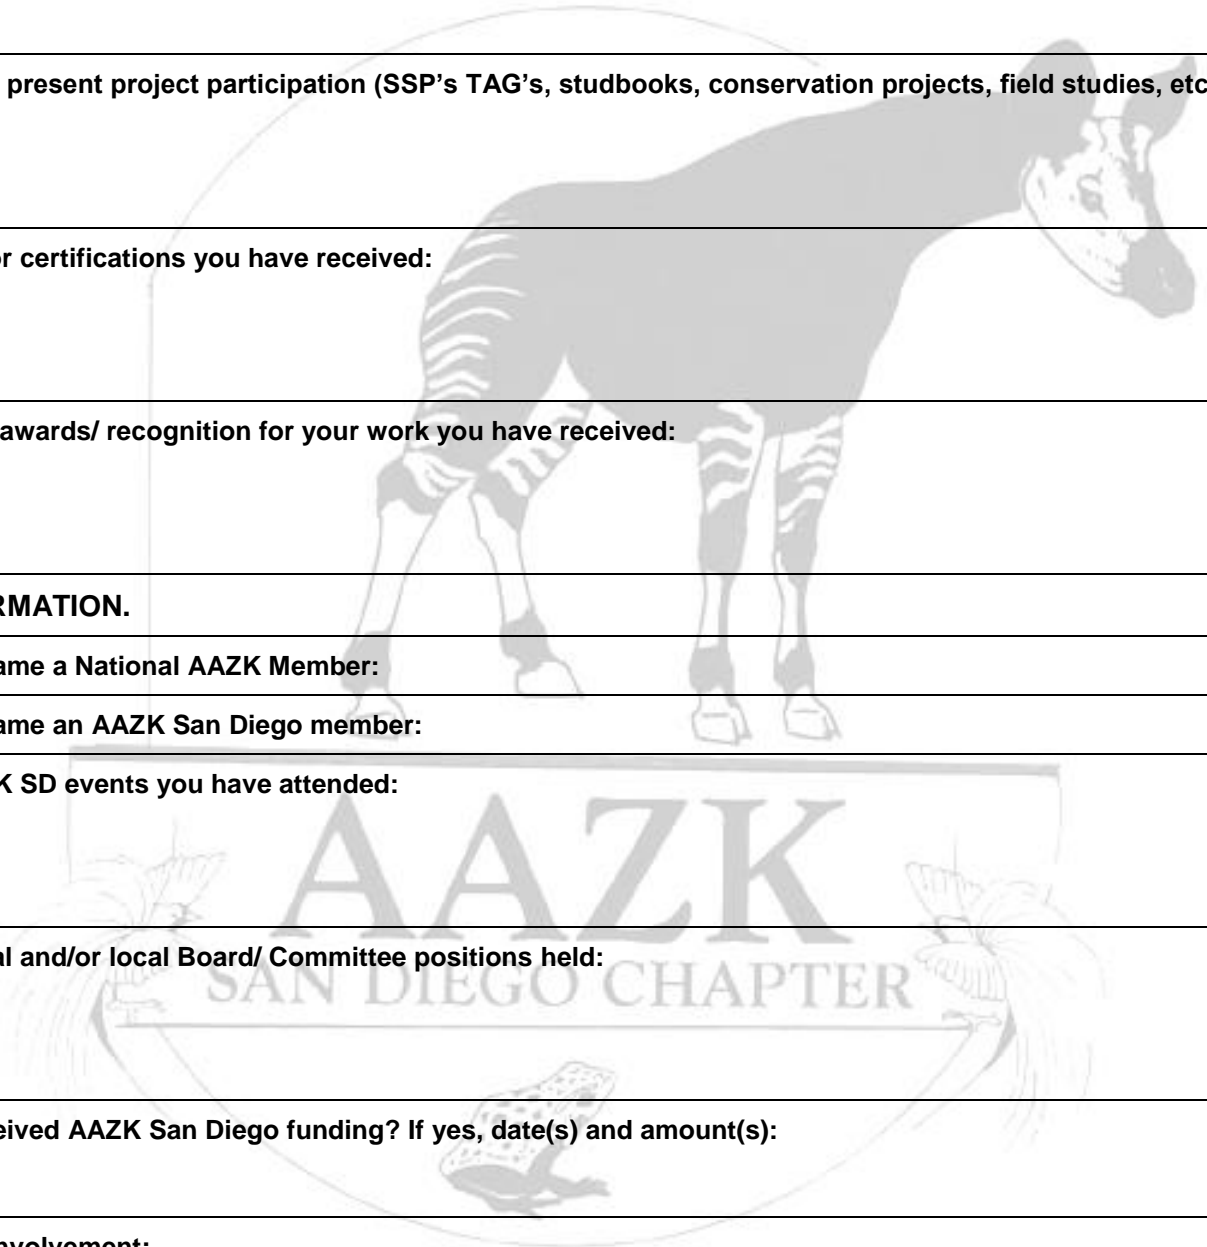 present project participation (SSP's TAG's, studbooks, conservation projects, field studies, etc
r certifications you have received:
awards/ recognition for your work you have received:
RMATION.
ame a National AAZK Member:
ame an AAZK San Diego member:
K SD events you have attended:
AAZK
al and/or local Board/ Committee positions held:
SAN DIEGO CHAPTER
eived AAZK San Diego funding? If yes, date(s) and amount(s):
nvolvement: